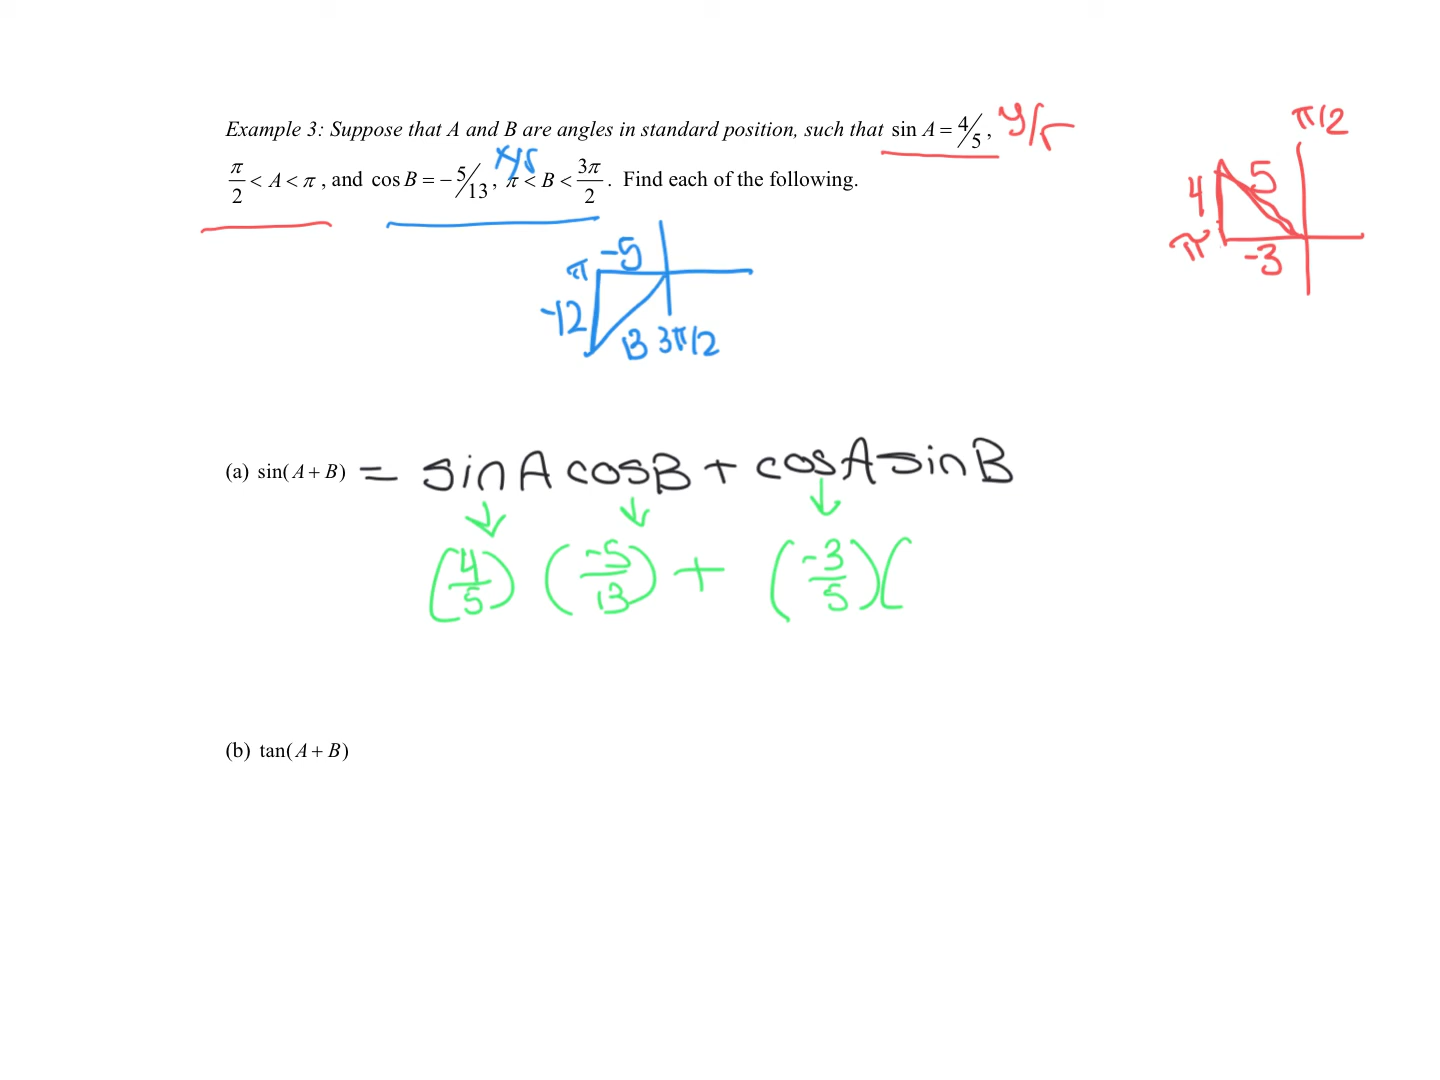 Example 3: Suppose that A and B are angles in standard position, such that sin A = 4/5, y/r
π/2 < A < π, and cos B = -5/13, π < B < 3π/2. Find each of the following.
x/r
π/2
4 5
π -3
π -5
-12 13 3π/2
(a) sin(A + B) = sin A cos B + cos A sin B
(4/5) (-5/13) + (-3/5)(
(b) tan(A + B)